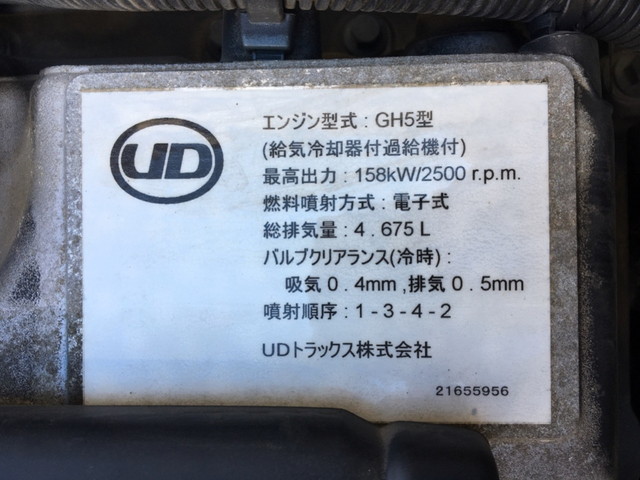 UD
エンジン型式 : GH5型
(給気冷却器付過給機付)
最高出力 : 158kW/2500 r.p.m.
燃料噴射方式 : 電子式
総排気量 : 4 . 675 L
バルブクリアランス(冷時) :
吸気 0 . 4mm , 排気 0 . 5mm
噴射順序 : 1 - 3 - 4 - 2
UDトラックス株式会社
21655956